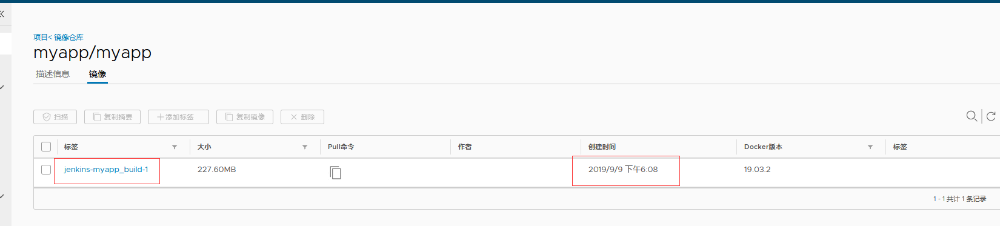 项目< 镜像仓库
myapp/myapp
描述信息 镜像
扫描 复制摘要 添加标签 复制镜像 删除
标签 大小 Pull命令 作者 创建时间 Docker版本 标签
jenkins-myapp_build-1 227.60MB 2019/9/9 下午6:08 19.03.2
1 - 1 共计 1 条记录